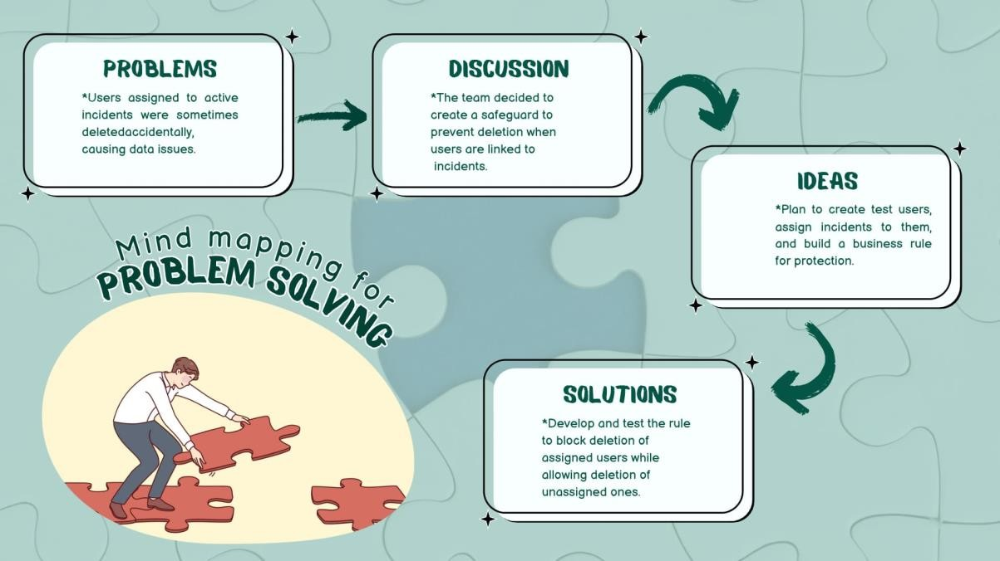 PROBLEMS
*Users assigned to active
incidents were sometimes
deletedaccidentally,
causing data issues.
DISCUSSION
*The team decided to
create a safeguard to
prevent deletion when
users are linked to
incidents.
IDEAS
*Plan to create test users,
assign incidents to them,
and build a business rule
for protection.
Mind mapping for
PROBLEM SOLVING
SOLUTIONS
*Develop and test the rule
to block deletion of
assigned users while
allowing deletion of
unassigned ones.